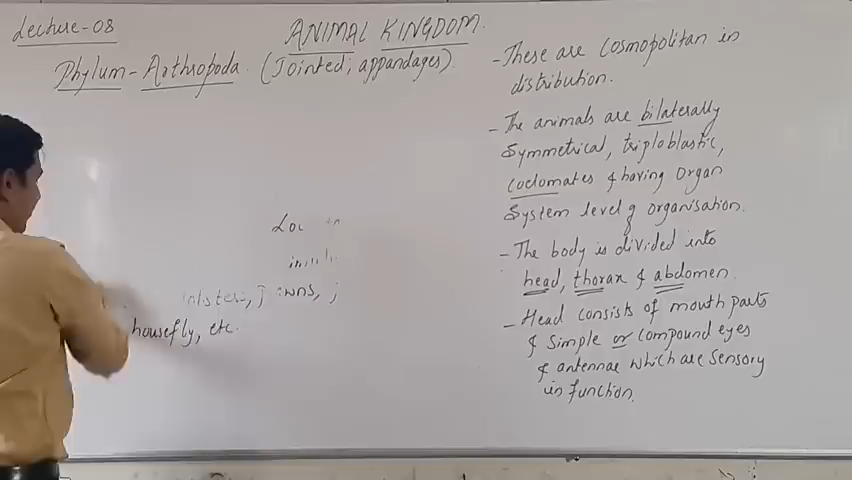 Lecture-08
ANIMAL KINGDOM.
Phylum - Arthropoda. (Jointed, appandages).
housefly, etc.
- These are Cosmopolitan in
distribution.
- The animals are bilaterally
Symmetrical, triploblastic,
coelomates & having organ
System level of organisation.
- The body is divided into
head, thorax & abdomen.
- Head consists of mouth parts
& simple or compound eyes
& antennae which are sensory
in function.